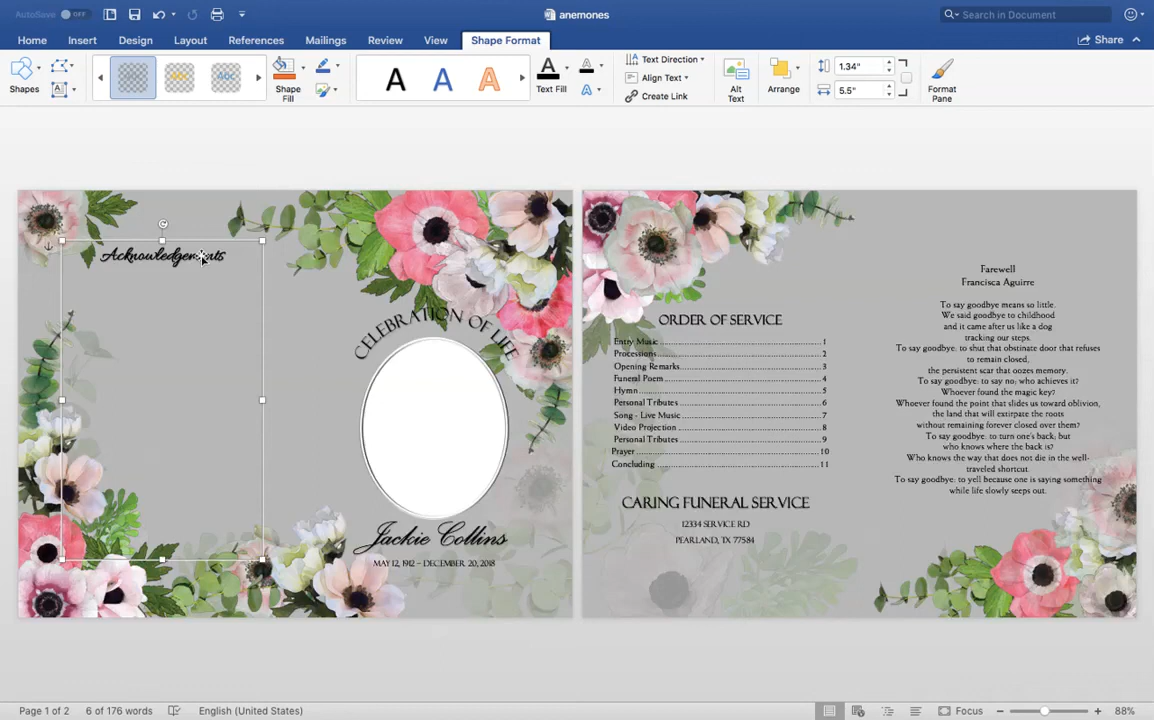 AutoSave OFF
anemones
Search in Document
Home Insert Design Layout References Mailings Review View Shape Format
Share
Shapes
Abc
Abc
Shape Fill
A A A
Text Fill
Text Direction
Align Text
Create Link
Alt Text
Arrange
1.34"
5.5"
Format Pane
Acknowledgements
CELEBRATION OF LIFE
Jackie Collins
MAY 12, 1912 – DECEMBER 20, 2018
ORDER OF SERVICE
Entry Music 1
Processions 2
Opening Remarks 3
Funeral Poem 4
Hymn 5
Personal Tributes 6
Song - Live Music 7
Video Projection 8
Personal Tributes 9
Prayer 10
Concluding 11
CARING FUNERAL SERVICE
12334 SERVICE RD
PEARLAND, TX 77584
Farewell
Francisca Aguirre
To say goodbye means so little.
We said goodbye to childhood
and it came after us like a dog
tracking our steps.
To say goodbye: to shut that obstinate door that refuses
to remain closed,
the persistent scar that oozes memory.
To say goodbye: to say no; who achieves it?
Whoever found the magic key?
Whoever found the point that slides us toward oblivion,
the land that will extirpate the roots
without remaining forever closed over them?
To say goodbye: to turn one's back; but
who knows where the back is?
Who knows the way that does not die in the well-
traveled shortcut.
To say goodbye: to yell because one is saying something
while life slowly seeps out.
Page 1 of 2 6 of 176 words English (United States) Focus 88%